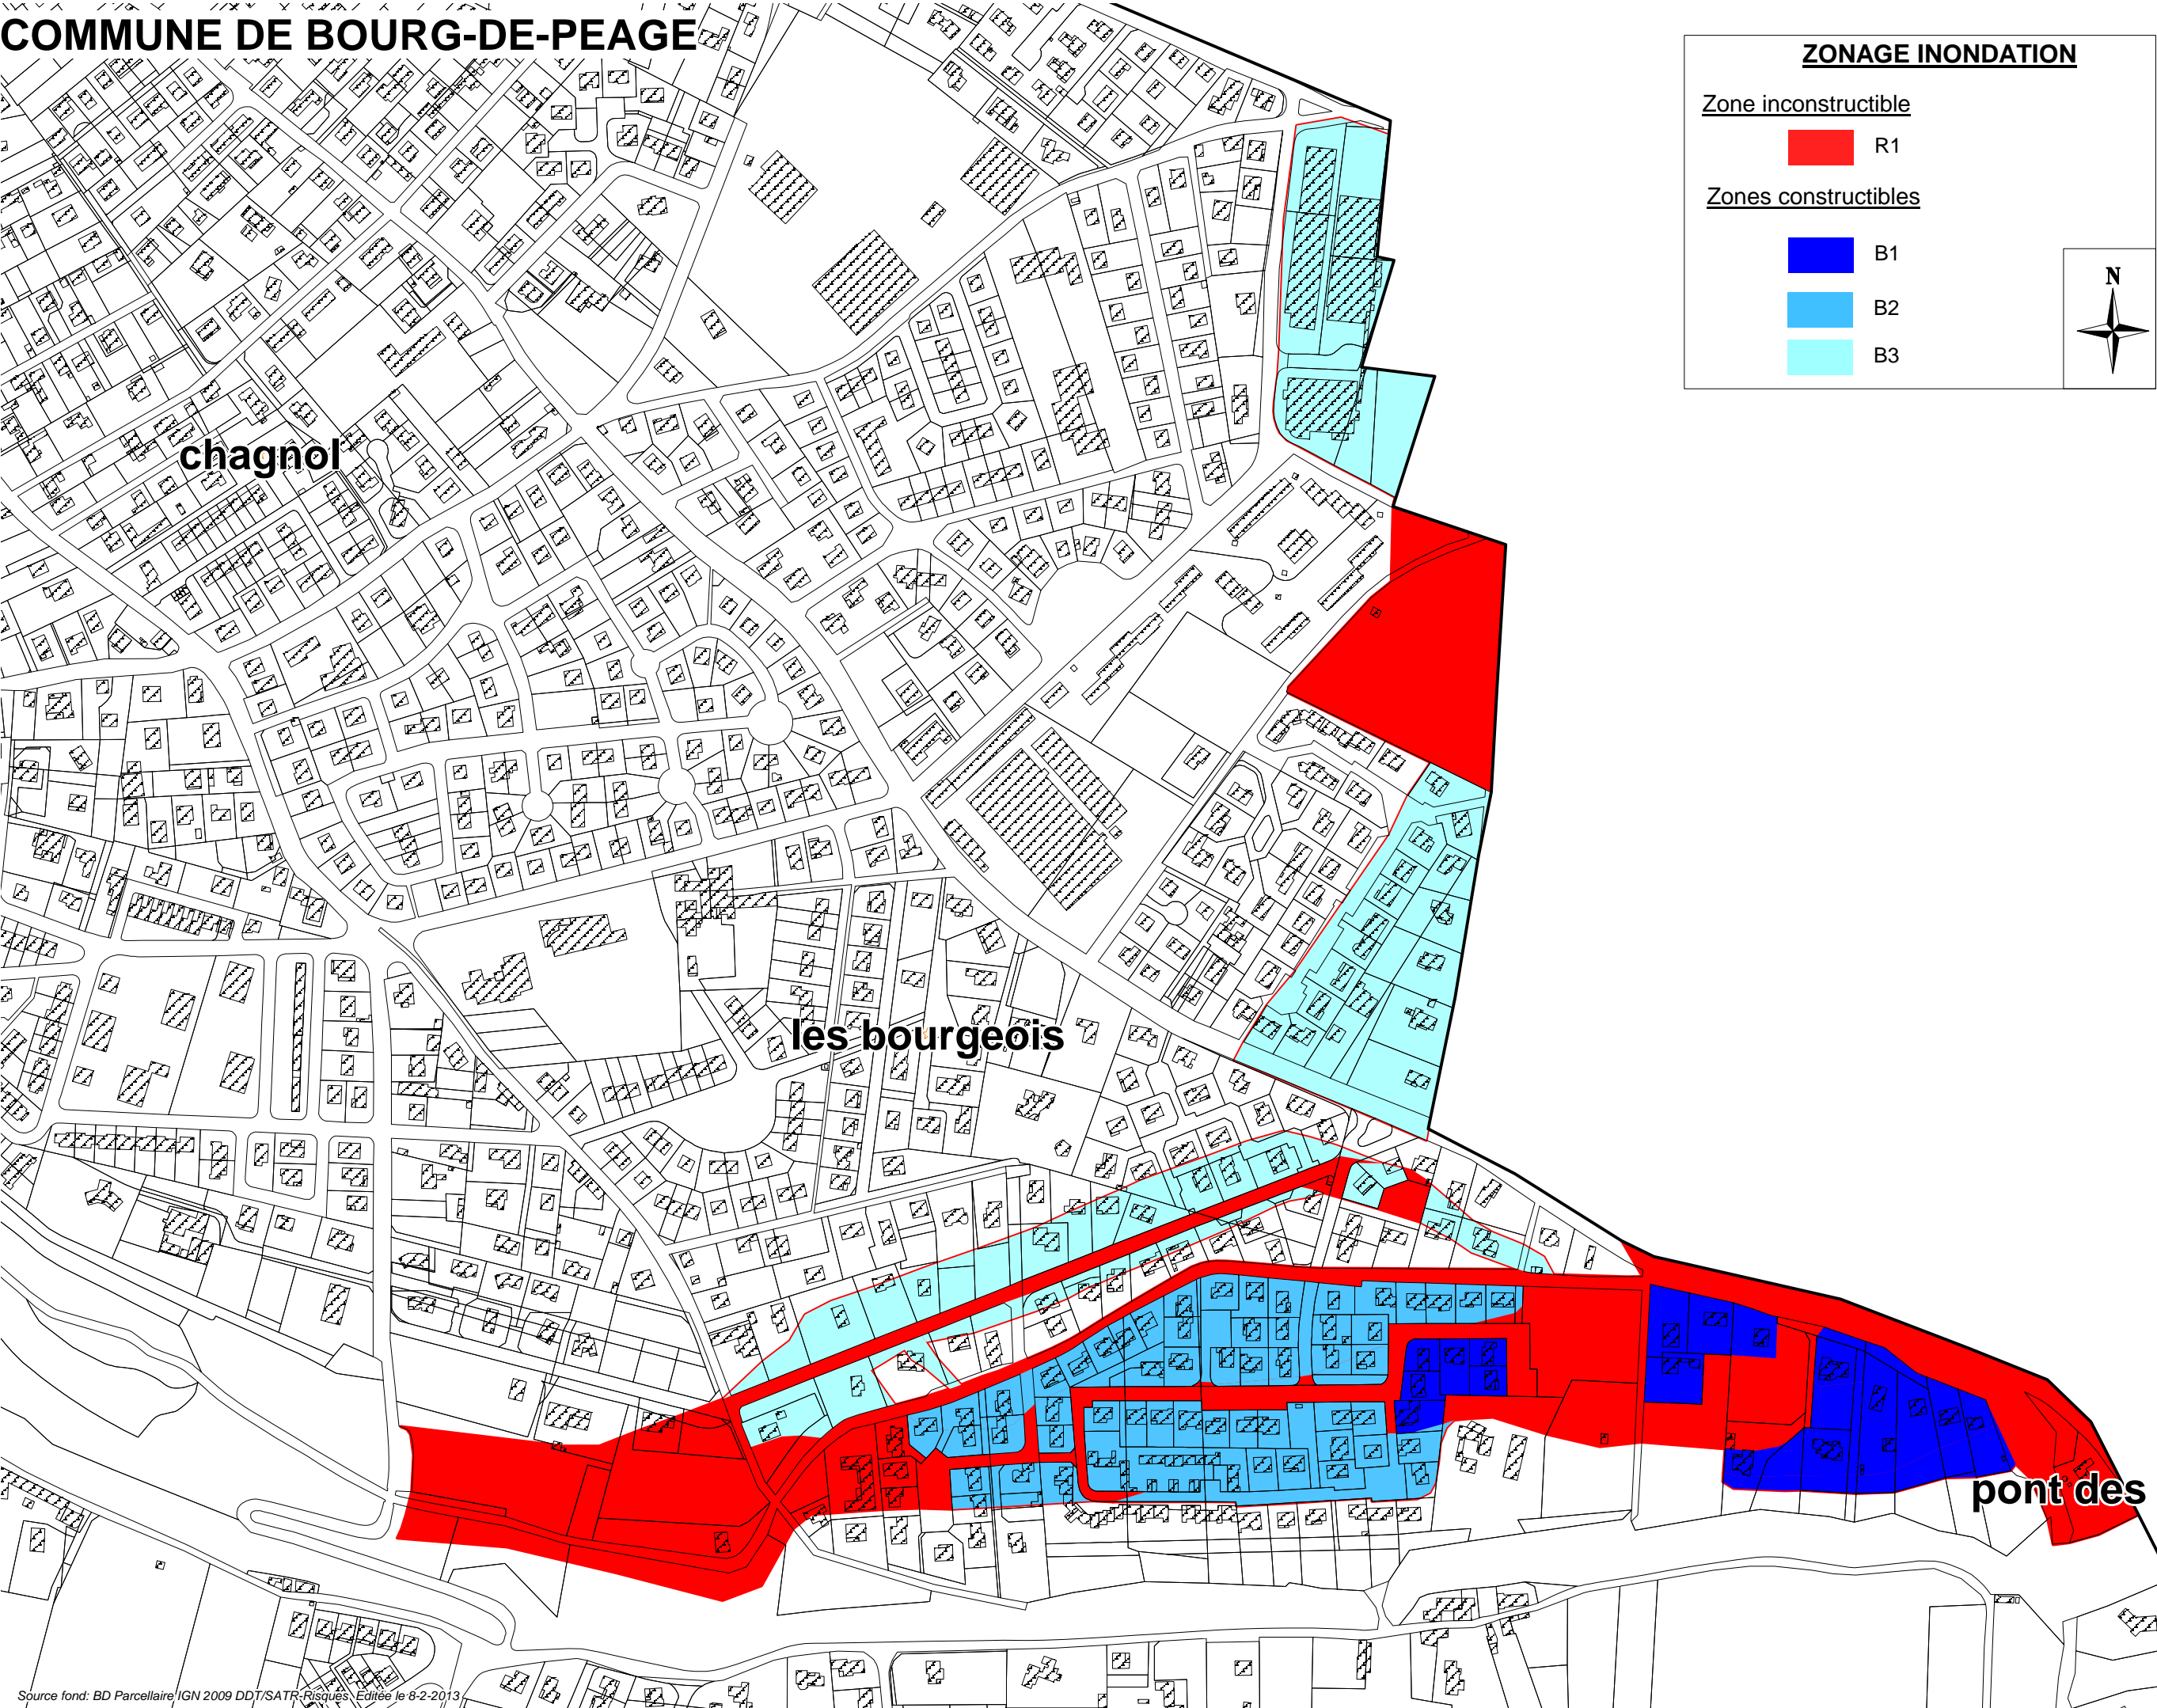 COMMUNE DE BOURG-DE-PEAGE
ZONAGE INONDATION
Zone inconstructible
R1
Zones constructibles
B1
B2
B3
N
chagnol
les bourgeois
pont des
Source fond: BD Parcellaire IGN 2009 DDT/SATR-Risques Editée le 8-2-2013